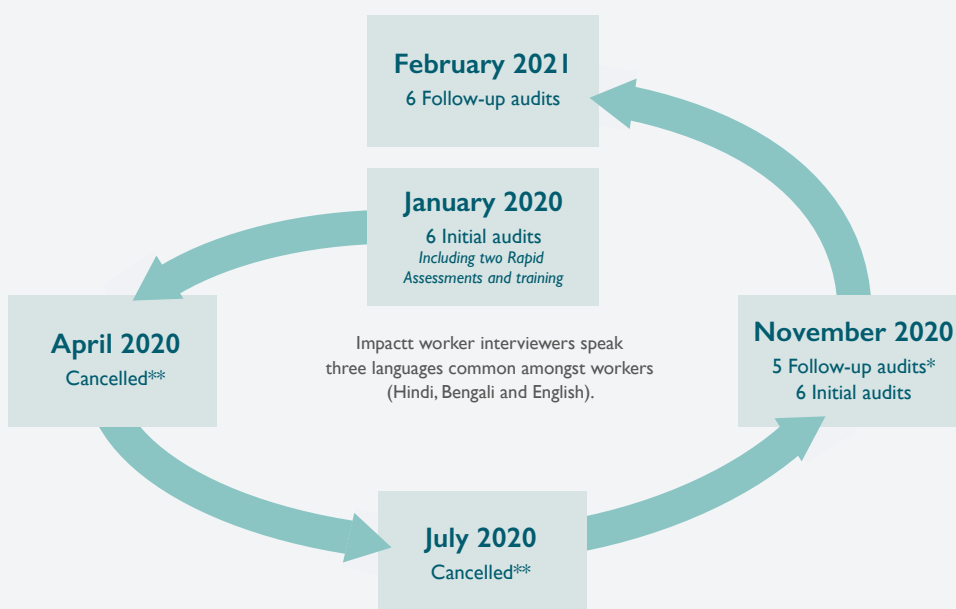 February 2021
6 Follow-up audits
January 2020
6 Initial audits
Including two Rapid
Assessments and training
April 2020
Cancelled**
Impactt worker interviewers speak
three languages common amongst workers
(Hindi, Bengali and English).
November 2020
5 Follow-up audits*
6 Initial audits
July 2020
Cancelled**